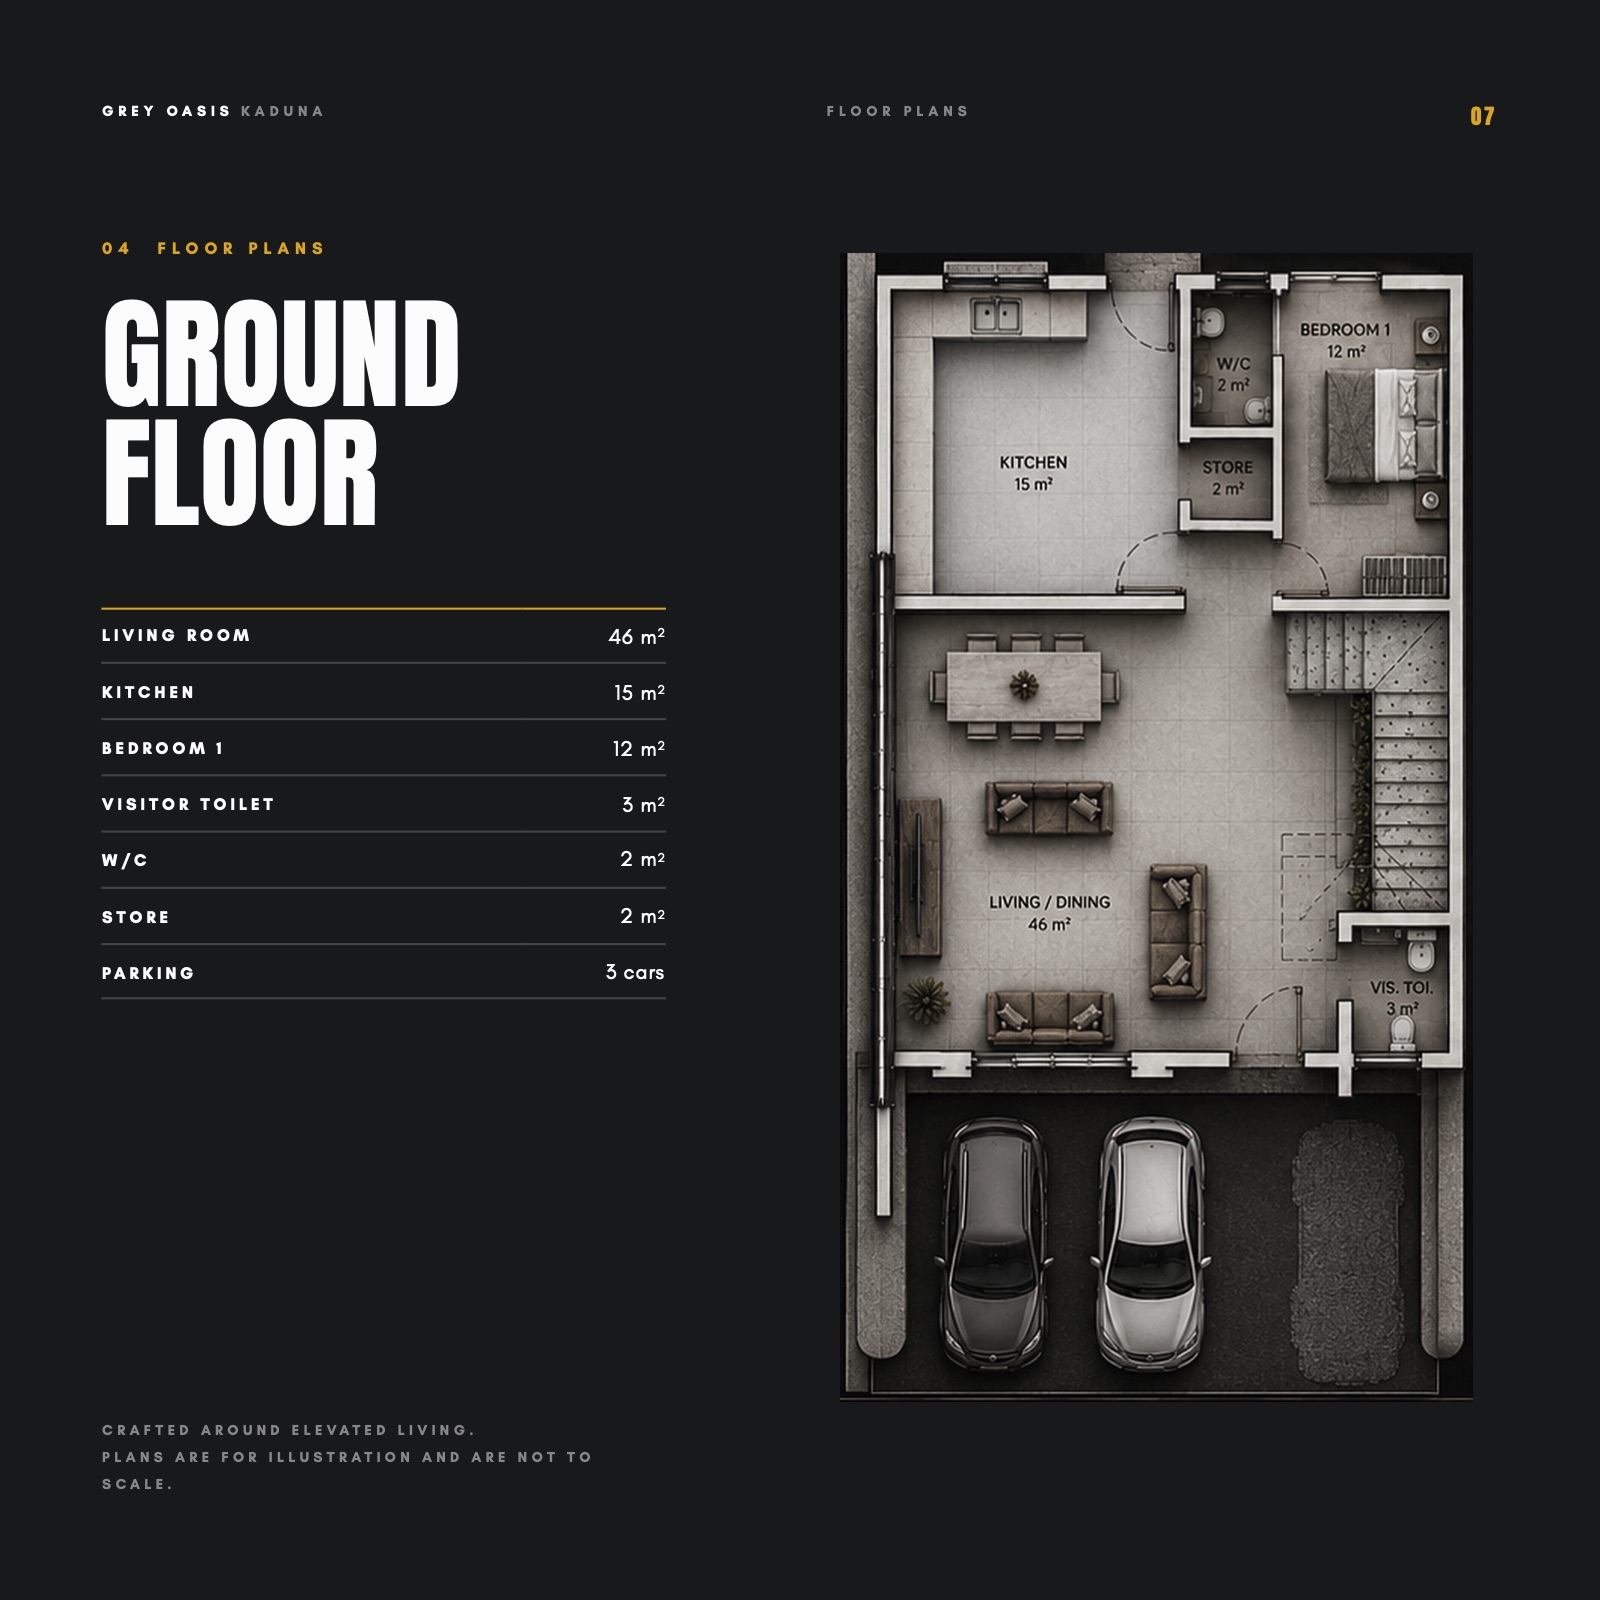 GREY OASIS KADUNA
FLOOR PLANS
07
04 FLOOR PLANS
GROUND
FLOOR
LIVING ROOM 46 m²
KITCHEN 15 m²
BEDROOM 1 12 m²
VISITOR TOILET 3 m²
W/C 2 m²
STORE 2 m²
PARKING 3 cars
CRAFTED AROUND ELEVATED LIVING.
PLANS ARE FOR ILLUSTRATION AND ARE NOT TO
SCALE.
BEDROOM 1
12 m²
W/C
2 m²
KITCHEN
15 m²
STORE
2 m²
LIVING / DINING
46 m²
VIS. TOI.
3 m²